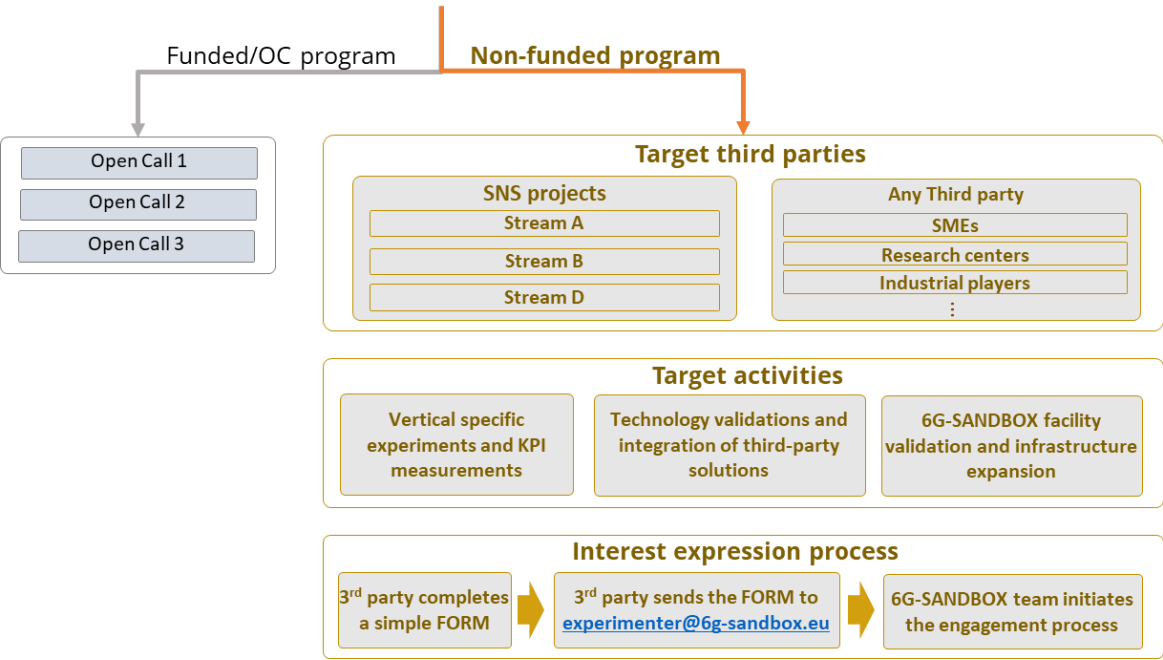 Funded/OC program
Non-funded program
Open Call 1
Open Call 2
Open Call 3
Target third parties
SNS projects
Stream A
Stream B
Stream D
Any Third party
SMEs
Research centers
Industrial players
⋮
Target activities
Vertical specific
experiments and KPI
measurements
Technology validations and
integration of third-party
solutions
6G-SANDBOX facility
validation and infrastructure
expansion
Interest expression process
3rd party completes
a simple FORM
3rd party sends the FORM to
experimenter@6g-sandbox.eu
6G-SANDBOX team initiates
the engagement process